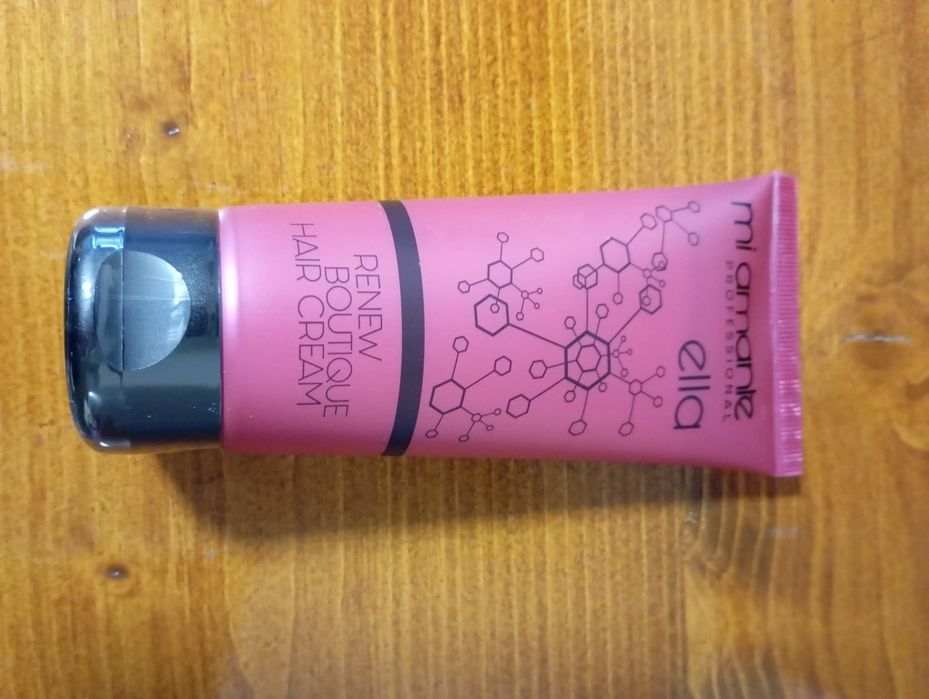 mi amante
PROFESSIONAL
ella
RENEW
BOUTIQUE
HAIR CREAM